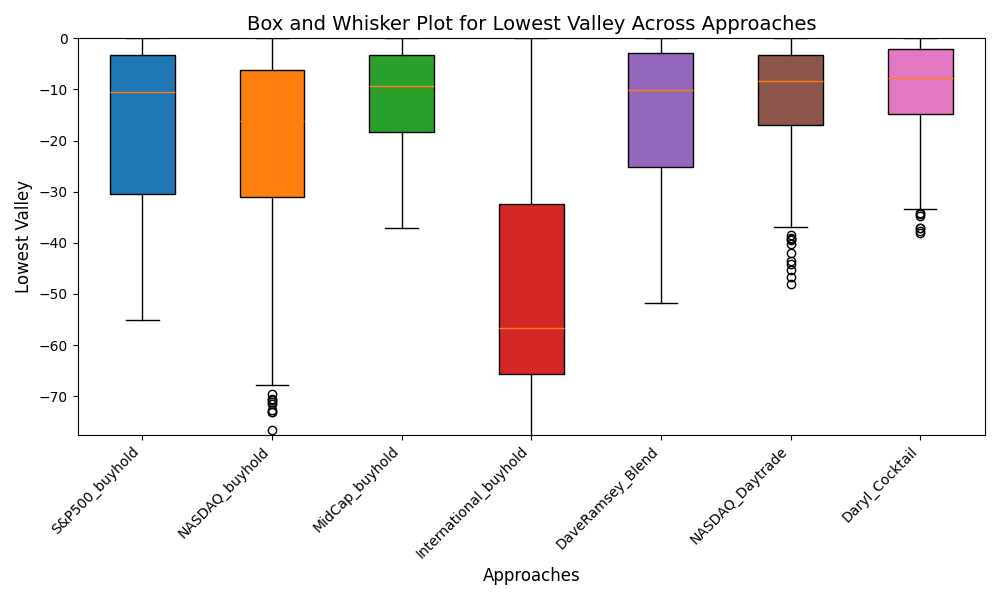 Box and Whisker Plot for Lowest Valley Across Approaches
Lowest Valley
0
−10
−20
−30
−40
−50
−60
−70
S&P500_buyhold
NASDAQ_buyhold
MidCap_buyhold
International_buyhold
DaveRamsey_Blend
NASDAQ_Daytrade
Daryl_Cocktail
Approaches